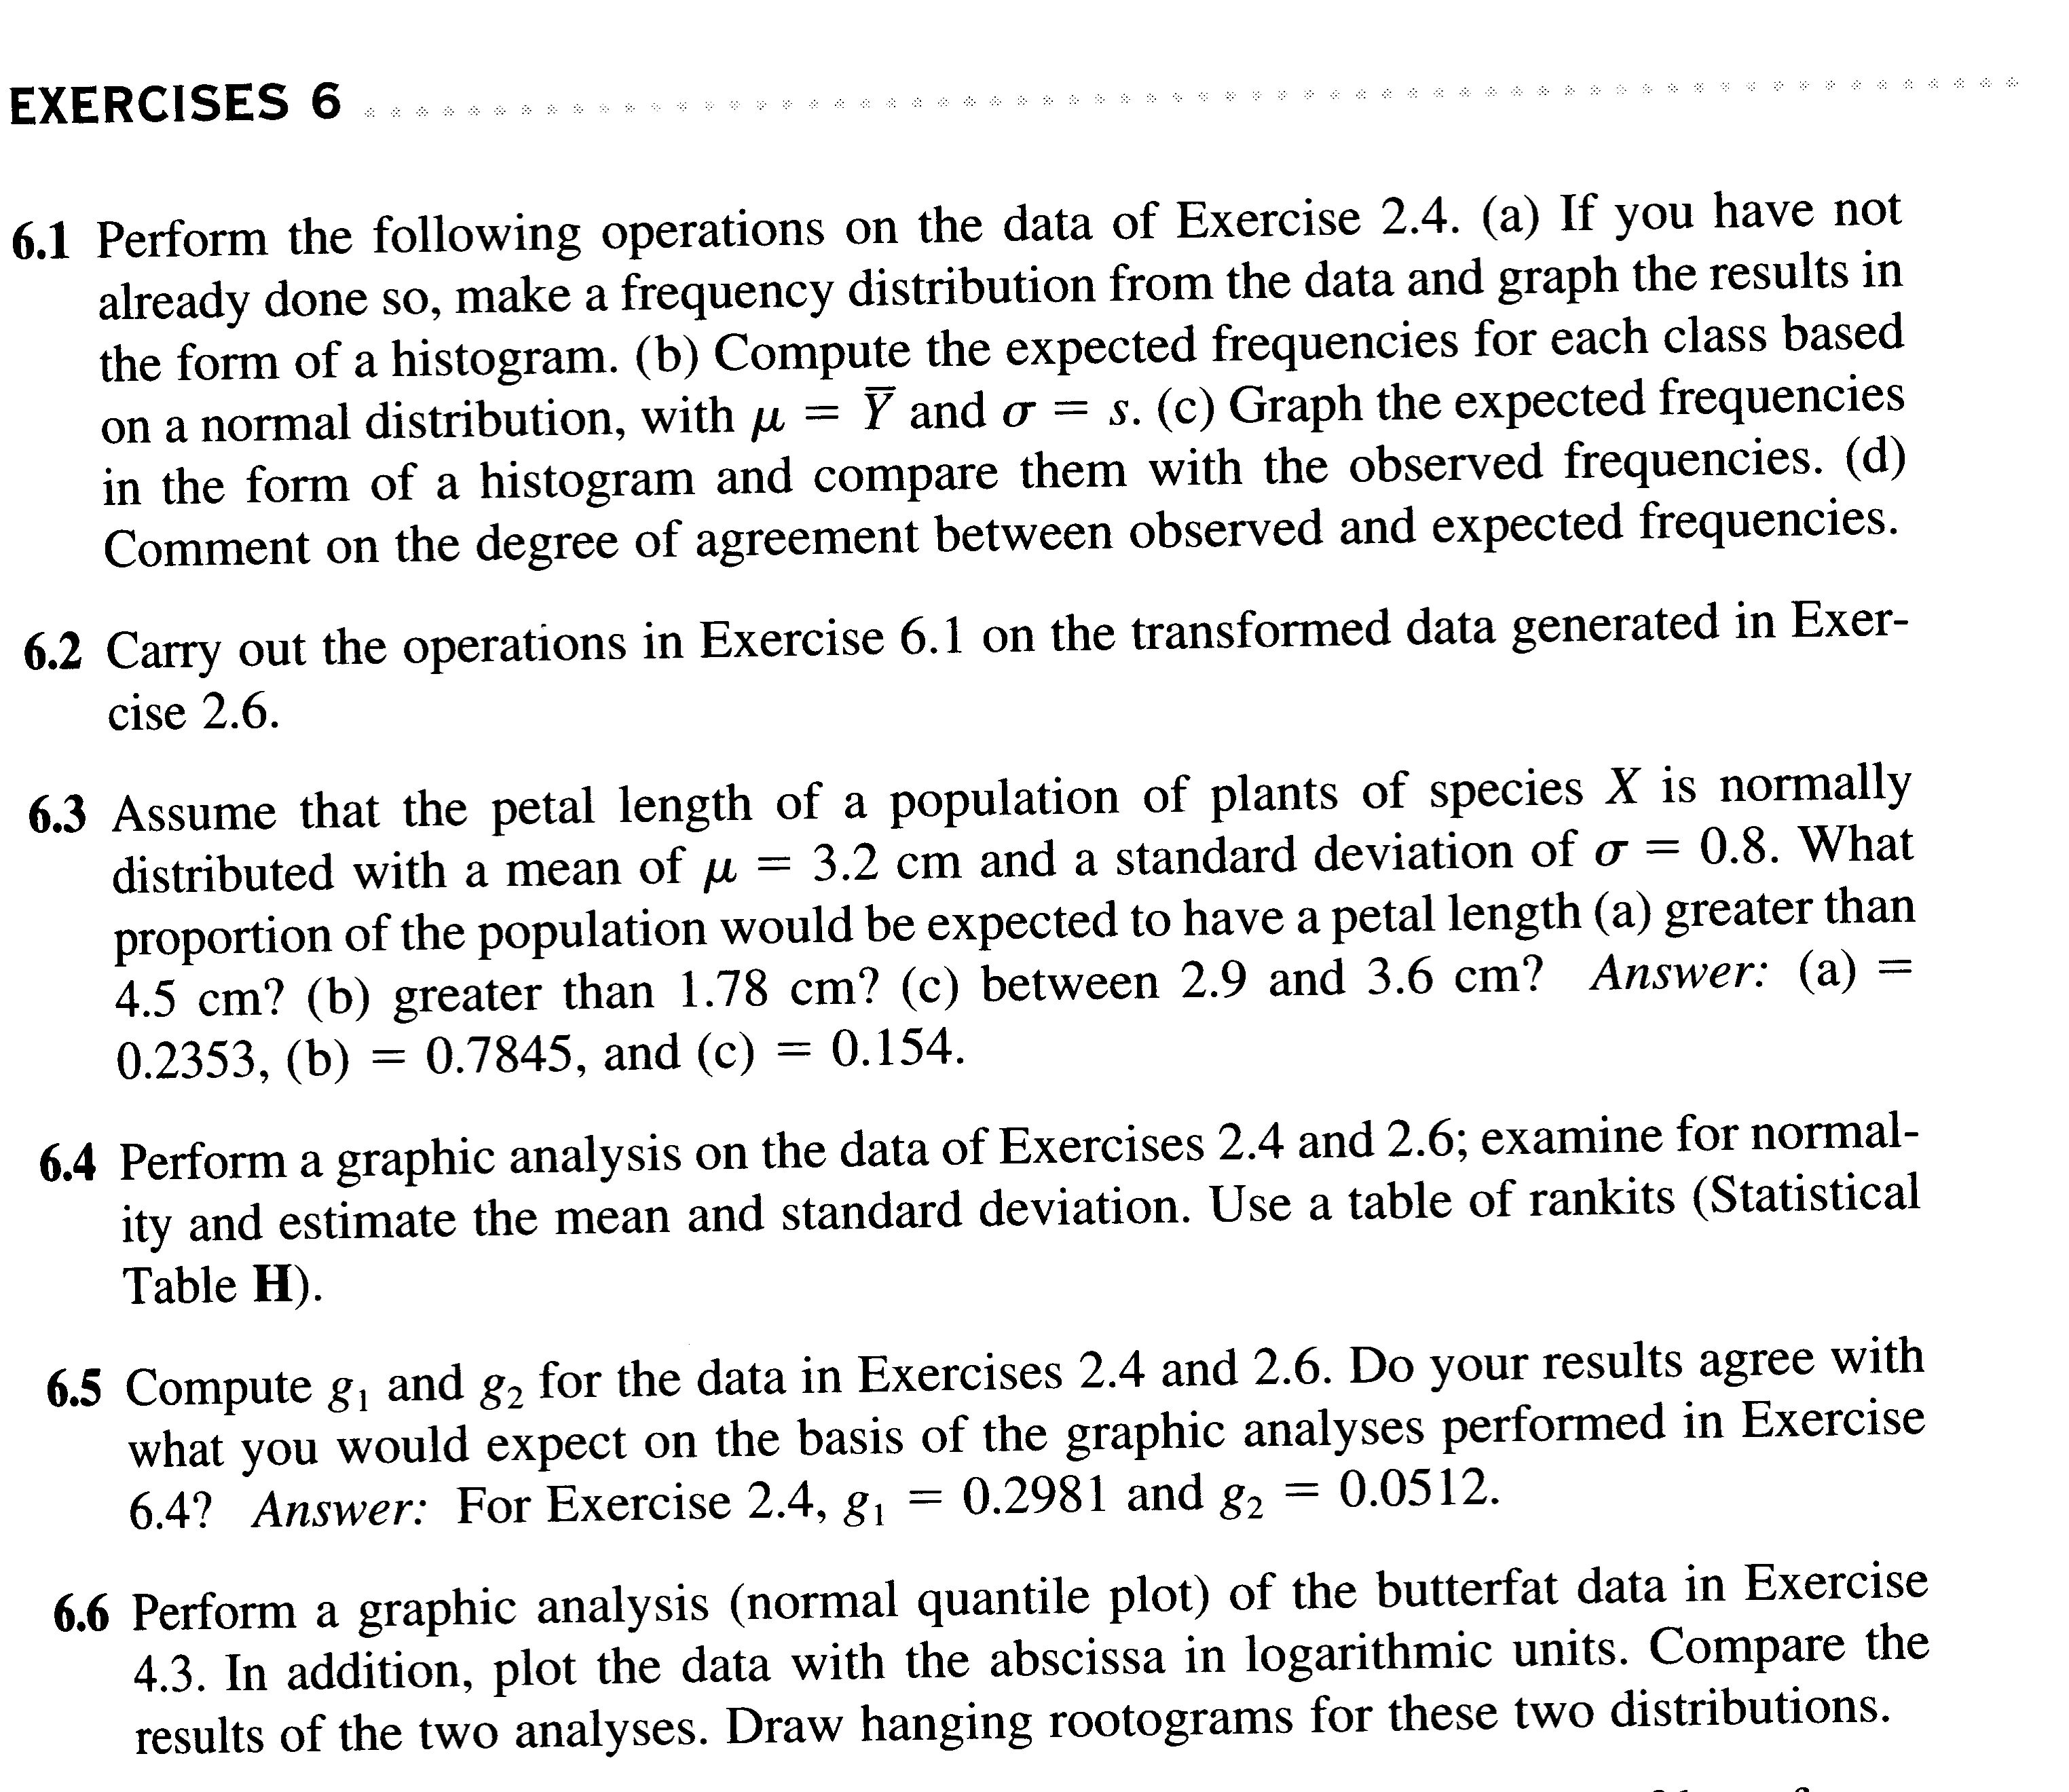 EXERCISES 6
6.1 Perform the following operations on the data of Exercise 2.4. (a) If you have not
already done so, make a frequency distribution from the data and graph the results in
the form of a histogram. (b) Compute the expected frequencies for each class based
on a normal distribution, with μ = Y̅ and σ = s. (c) Graph the expected frequencies
in the form of a histogram and compare them with the observed frequencies. (d)
Comment on the degree of agreement between observed and expected frequencies.
6.2 Carry out the operations in Exercise 6.1 on the transformed data generated in Exer-
cise 2.6.
6.3 Assume that the petal length of a population of plants of species X is normally
distributed with a mean of μ = 3.2 cm and a standard deviation of σ = 0.8. What
proportion of the population would be expected to have a petal length (a) greater than
4.5 cm? (b) greater than 1.78 cm? (c) between 2.9 and 3.6 cm? Answer: (a) =
0.2353, (b) = 0.7845, and (c) = 0.154.
6.4 Perform a graphic analysis on the data of Exercises 2.4 and 2.6; examine for normal-
ity and estimate the mean and standard deviation. Use a table of rankits (Statistical
Table H).
6.5 Compute g₁ and g₂ for the data in Exercises 2.4 and 2.6. Do your results agree with
what you would expect on the basis of the graphic analyses performed in Exercise
6.4? Answer: For Exercise 2.4, g₁ = 0.2981 and g₂ = 0.0512.
6.6 Perform a graphic analysis (normal quantile plot) of the butterfat data in Exercise
4.3. In addition, plot the data with the abscissa in logarithmic units. Compare the
results of the two analyses. Draw hanging rootograms for these two distributions.